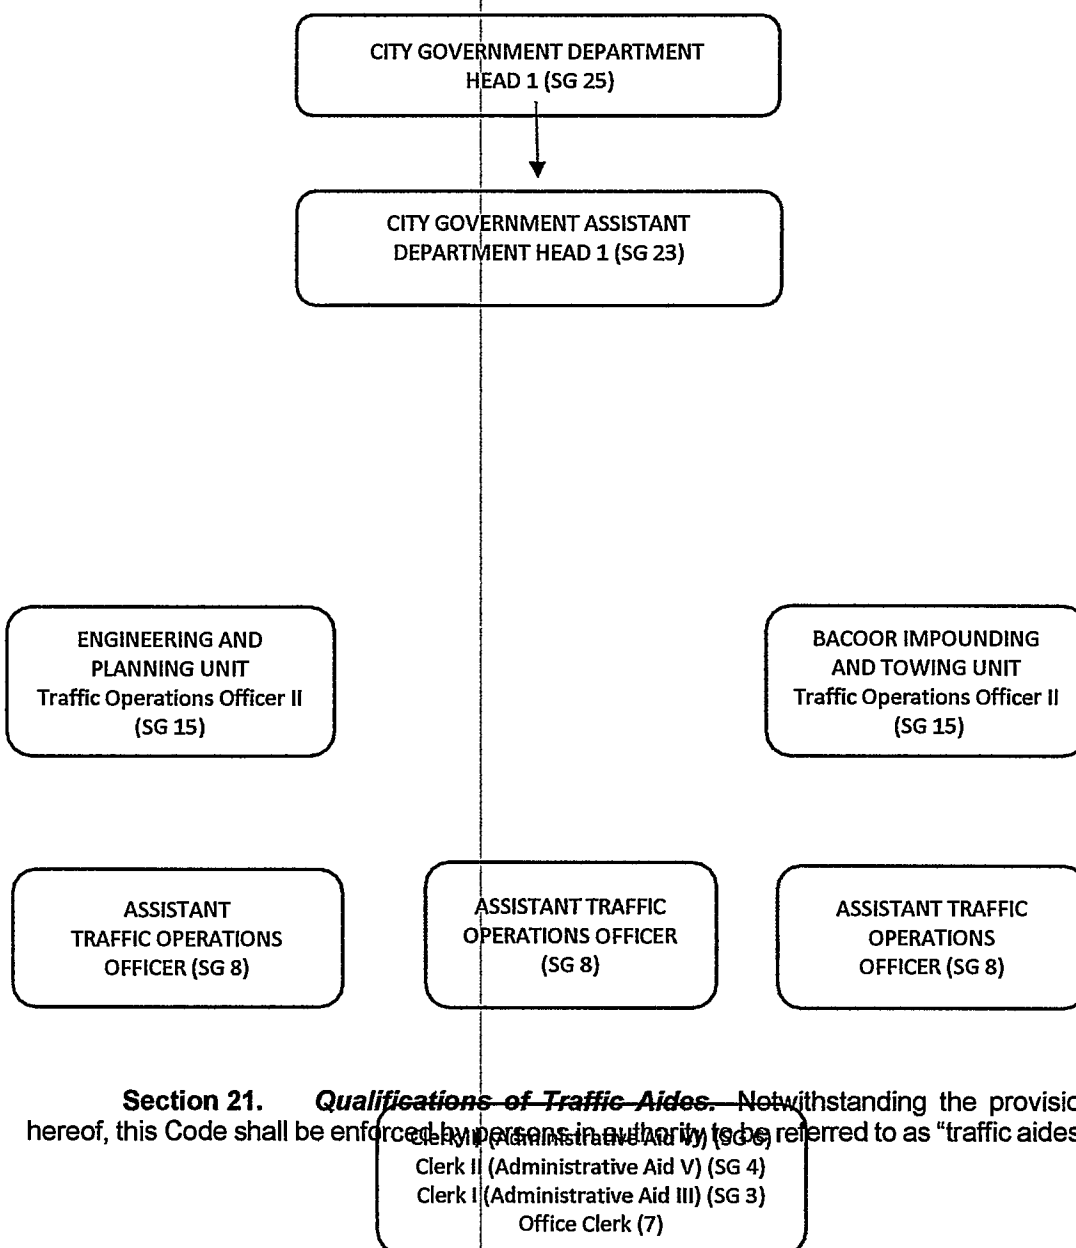 CITY GOVERNMENT DEPARTMENT
HEAD 1 (SG 25)
CITY GOVERNMENT ASSISTANT
DEPARTMENT HEAD 1 (SG 23)
ENGINEERING AND
PLANNING UNIT
Traffic Operations Officer II
(SG 15)
BACOOR IMPOUNDING
AND TOWING UNIT
Traffic Operations Officer II
(SG 15)
ASSISTANT
TRAFFIC OPERATIONS
OFFICER (SG 8)
ASSISTANT TRAFFIC
OPERATIONS OFFICER
(SG 8)
ASSISTANT TRAFFIC
OPERATIONS
OFFICER (SG 8)
Section 21. Qualifications of Traffic Aides. Notwithstanding the provisio
hereof, this Code shall be enforced by persons in authority to be referred to as “traffic aides
(Administrative Aid
Clerk II (Administrative Aid V) (SG 4)
Clerk I (Administrative Aid III) (SG 3)
Office Clerk (7)